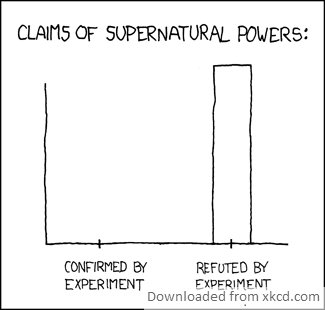 CLAIMS OF SUPERNATURAL POWERS:
CONFIRMED BY
EXPERIMENT
REFUTED BY
EXPERIMENT
Downloaded from xkcd.com